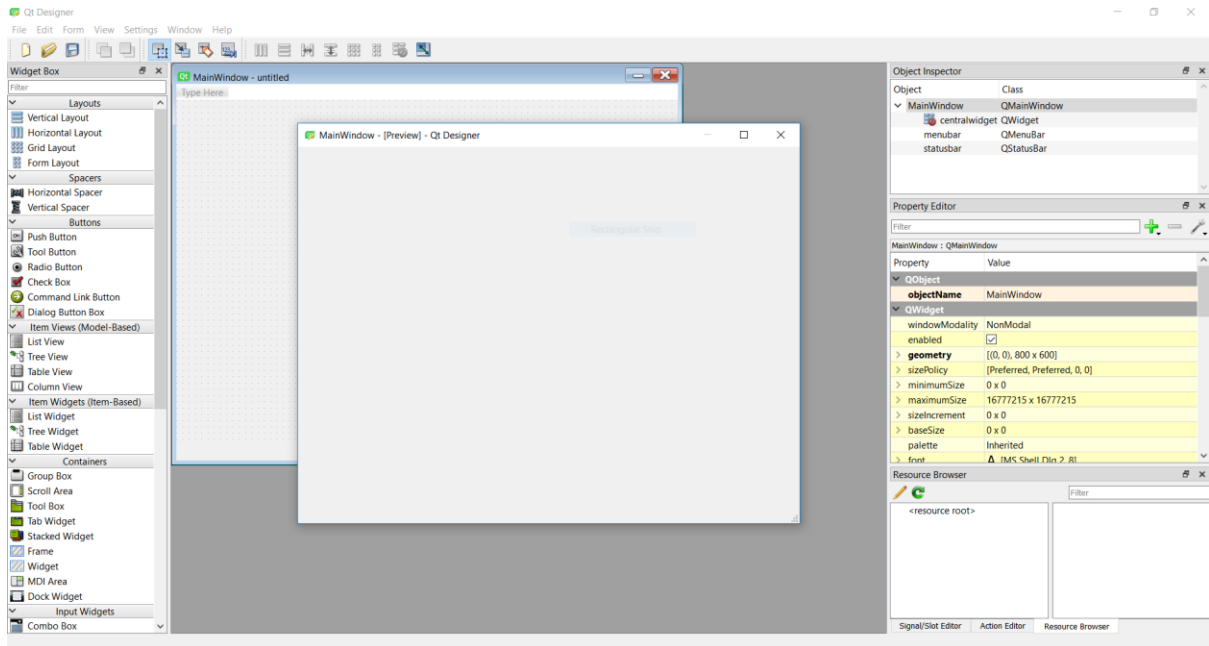 Qt Designer
File Edit Form View Settings Window Help
Widget Box
Filter
Layouts
Vertical Layout
Horizontal Layout
Grid Layout
Form Layout
Spacers
Horizontal Spacer
Vertical Spacer
Buttons
Push Button
Tool Button
Radio Button
Check Box
Command Link Button
Dialog Button Box
Item Views (Model-Based)
List View
Tree View
Table View
Column View
Item Widgets (Item-Based)
List Widget
Tree Widget
Table Widget
Containers
Group Box
Scroll Area
Tool Box
Tab Widget
Stacked Widget
Frame
Widget
MDI Area
Dock Widget
Input Widgets
Combo Box
MainWindow - untitled
Type Here
MainWindow - [Preview] - Qt Designer
Rectangular Snip
Object Inspector
Object Class
MainWindow QMainWindow
centralwidget QWidget
menubar QMenuBar
statusbar QStatusBar
Property Editor
Filter
MainWindow : QMainWindow
Property Value
QObject
objectName MainWindow
QWidget
windowModality NonModal
enabled
geometry [(0, 0), 800 x 600]
sizePolicy [Preferred, Preferred, 0, 0]
minimumSize 0 x 0
maximumSize 16777215 x 16777215
sizeIncrement 0 x 0
baseSize 0 x 0
palette Inherited
font A [MS Shell Dlg 2, 8]
Resource Browser
Filter
<resource root>
Signal/Slot Editor Action Editor Resource Browser